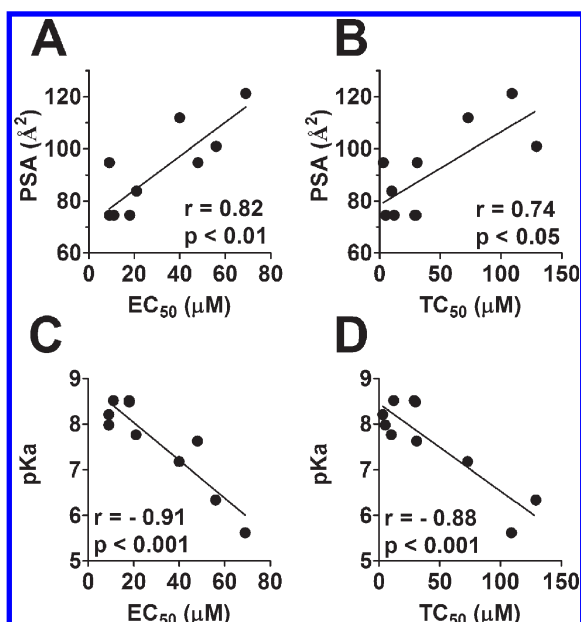 A
B
120
100
80
60
PSA (Å²)
r = 0.82
p < 0.01
0 20 40 60 80
EC₅₀ (μM)
120
100
80
60
PSA (Å²)
r = 0.74
p < 0.05
0 50 100 150
TC₅₀ (μM)
C
D
9
8
7
6
5
pKa
r = - 0.91
p < 0.001
0 20 40 60 80
EC₅₀ (μM)
9
8
7
6
5
pKa
r = - 0.88
p < 0.001
0 50 100 150
TC₅₀ (μM)